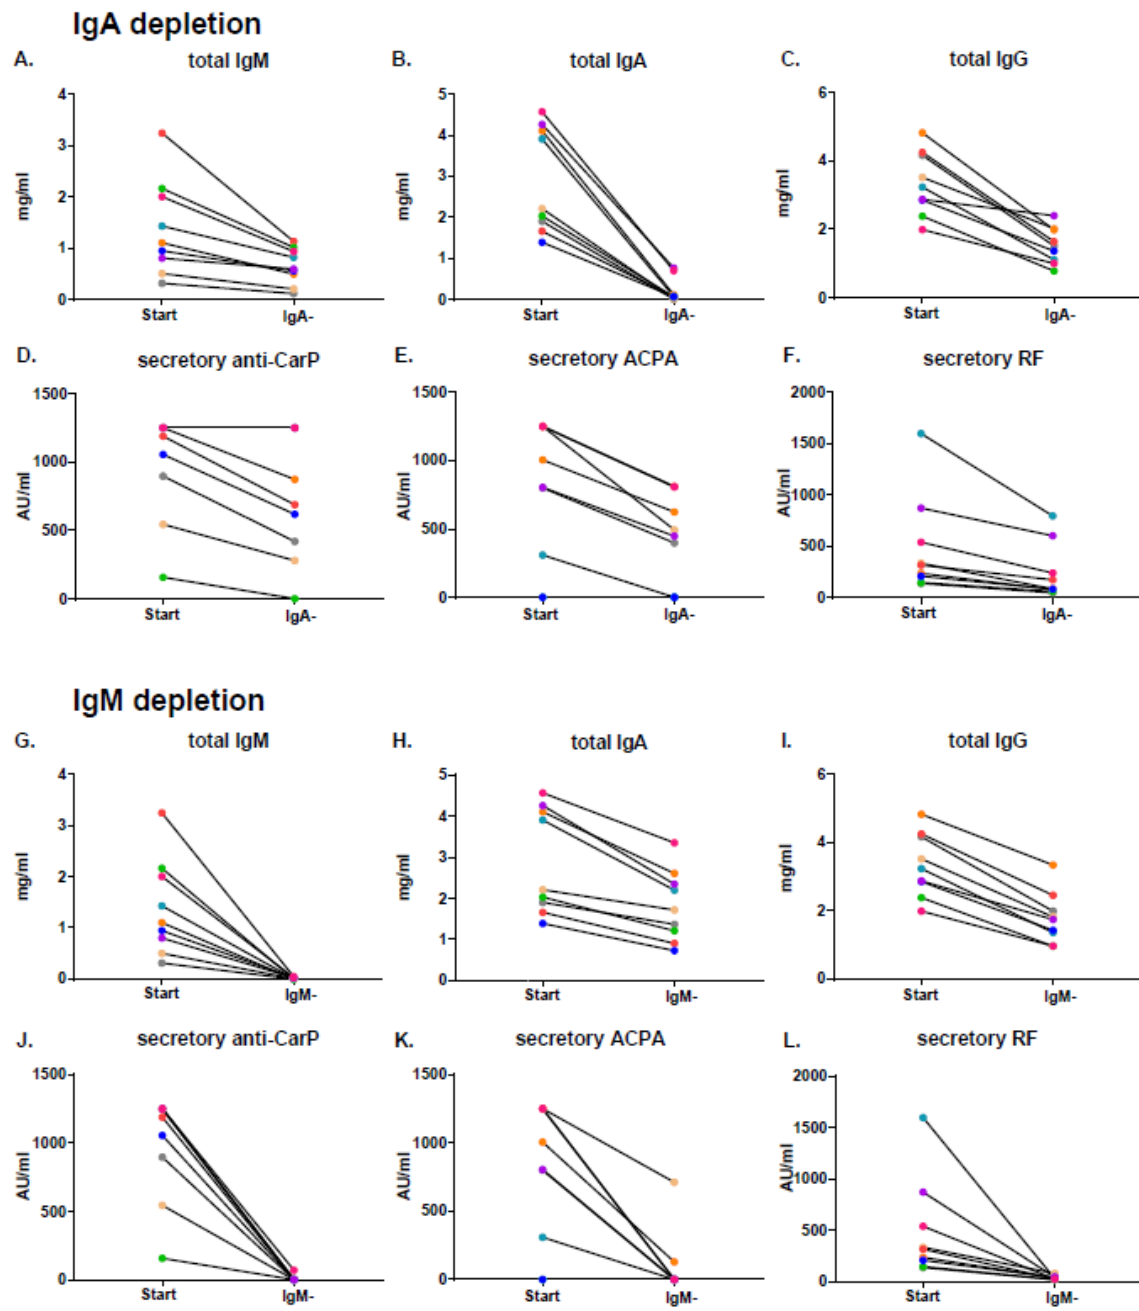 IgA depletion
A. total IgM
B. total IgA
C. total IgG
4
3
2
1
0
mg/ml
Start IgA-
5
4
3
2
1
0
mg/ml
Start IgA-
6
4
2
0
mg/ml
Start IgA-
D. secretory anti-CarP
E. secretory ACPA
F. secretory RF
1500
1000
500
0
AU/ml
Start IgA-
1500
1000
500
0
AU/ml
Start IgA-
2000
1500
1000
500
0
AU/ml
Start IgA-
IgM depletion
G. total IgM
H. total IgA
I. total IgG
4
3
2
1
0
mg/ml
Start IgM-
5
4
3
2
1
0
mg/ml
Start IgM-
6
4
2
0
mg/ml
Start IgM-
J. secretory anti-CarP
K. secretory ACPA
L. secretory RF
1500
1000
500
0
AU/ml
Start IgM-
1500
1000
500
0
AU/ml
Start IgM-
2000
1500
1000
500
0
AU/ml
Start IgM-